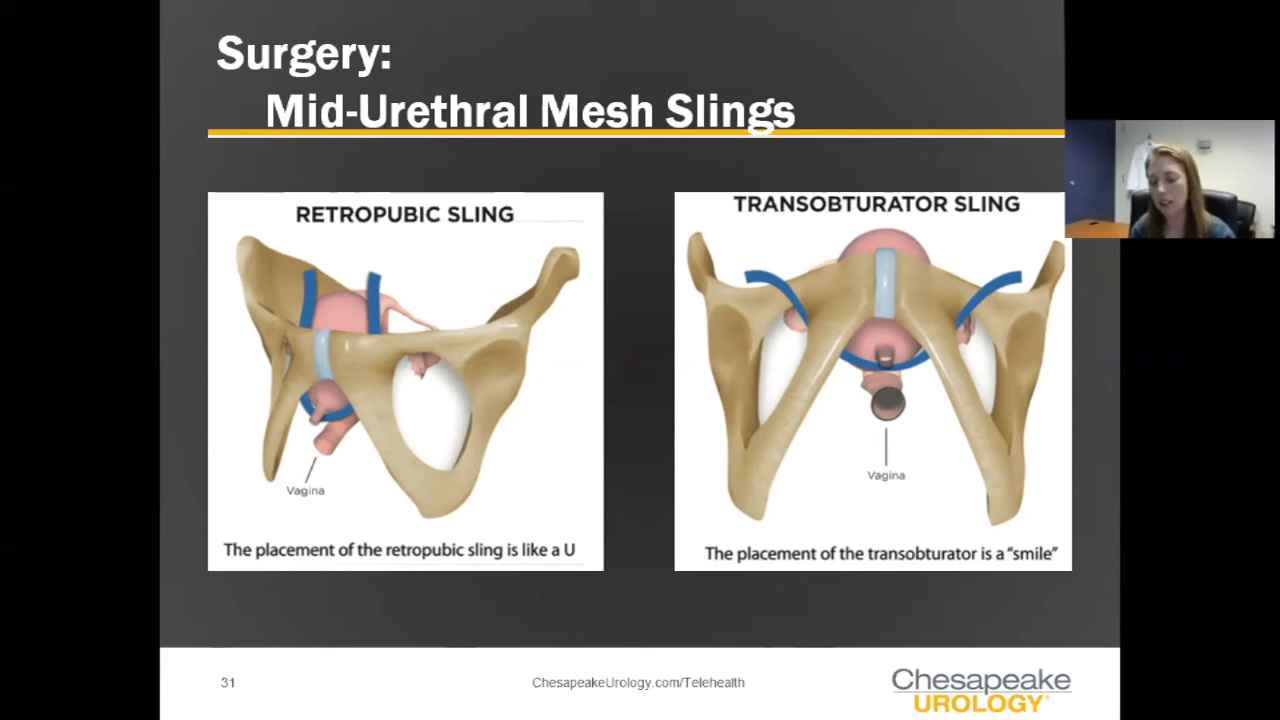 Surgery:
Mid-Urethral Mesh Slings
RETROPUBIC SLING
Vagina
The placement of the retropubic sling is like a U
TRANSOBTURATOR SLING
Vagina
The placement of the transobturator is a “smile”
31
ChesapeakeUrology.com/Telehealth
Chesapeake
UROLOGY